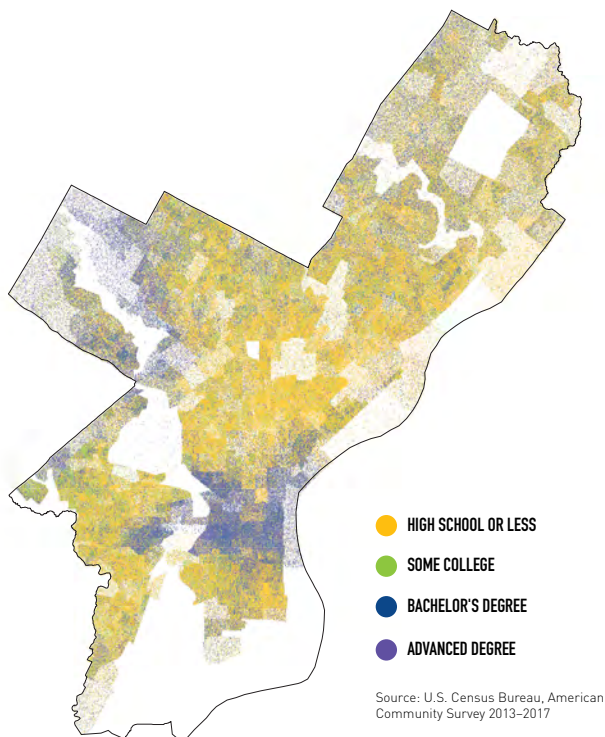 HIGH SCHOOL OR LESS
SOME COLLEGE
BACHELOR'S DEGREE
ADVANCED DEGREE
Source: U.S. Census Bureau, American
Community Survey 2013–2017